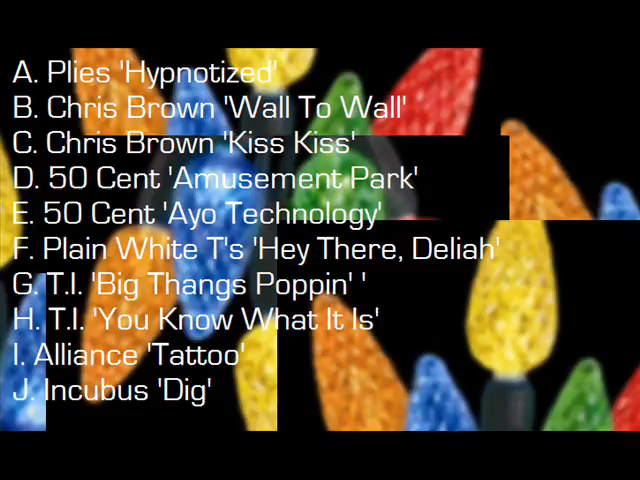 A. Plies 'Hypnotized'
B. Chris Brown 'Wall To Wall'
C. Chris Brown 'Kiss Kiss'
D. 50 Cent 'Amusement Park'
E. 50 Cent 'Ayo Technology'
F. Plain White T's 'Hey There, Deliah'
G. T.I. 'Big Thangs Poppin' '
H. T.I. 'You Know What It Is'
I. Alliance 'Tattoo'
J. Incubus 'Dig'